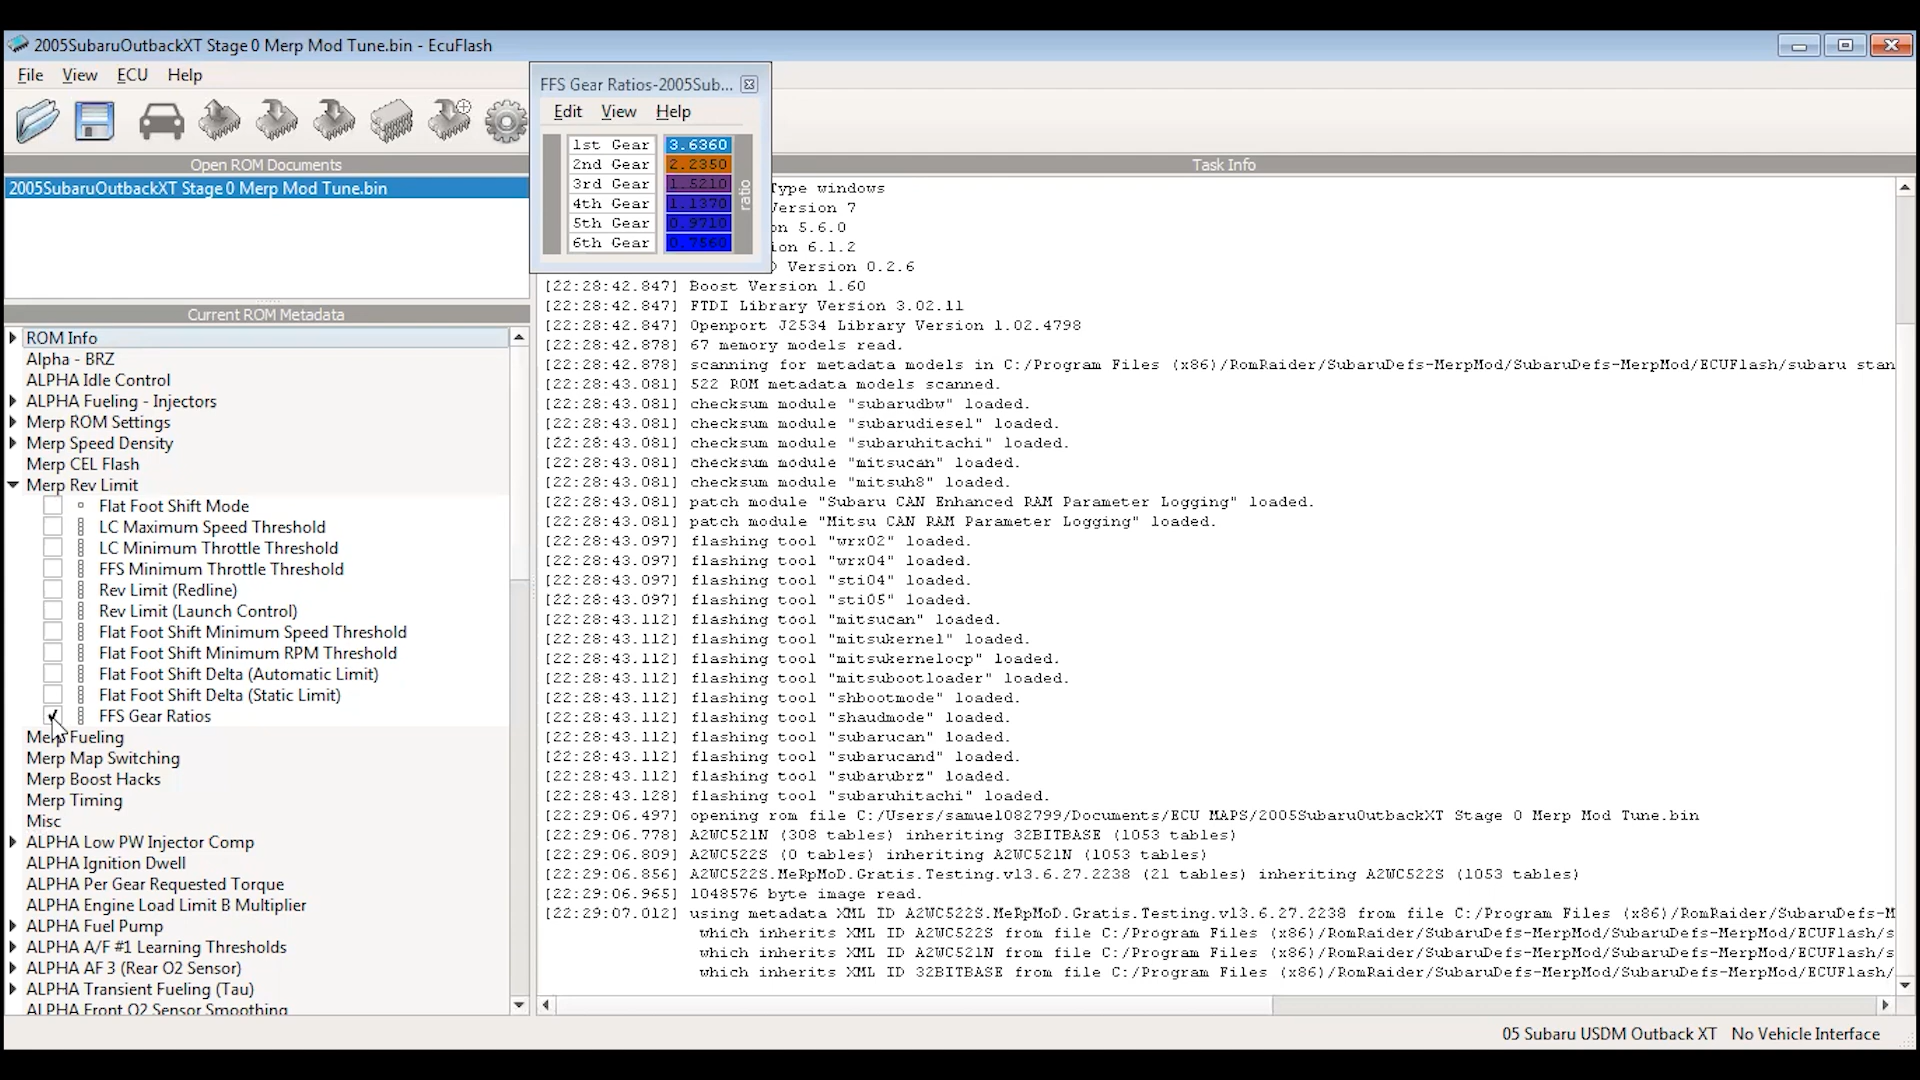 2005SubaruOutbackXT Stage 0 Merp Mod Tune.bin - EcuFlash
File View ECU Help
FFS Gear Ratios-2005Sub...
Edit View Help
1st Gear 3.6360
2nd Gear 2.2350
3rd Gear 1.5210
4th Gear 1.1370
5th Gear 0.9710
6th Gear 0.7560
ratio
Open ROM Documents
2005SubaruOutbackXT Stage 0 Merp Mod Tune.bin
Current ROM Metadata
ROM Info
Alpha - BRZ
ALPHA Idle Control
ALPHA Fueling - Injectors
Merp ROM Settings
Merp Speed Density
Merp CEL Flash
Merp Rev Limit
Flat Foot Shift Mode
LC Maximum Speed Threshold
LC Minimum Throttle Threshold
FFS Minimum Throttle Threshold
Rev Limit (Redline)
Rev Limit (Launch Control)
Flat Foot Shift Minimum Speed Threshold
Flat Foot Shift Minimum RPM Threshold
Flat Foot Shift Delta (Automatic Limit)
Flat Foot Shift Delta (Static Limit)
FFS Gear Ratios
Merp Fueling
Merp Map Switching
Merp Boost Hacks
Merp Timing
Misc
ALPHA Low PW Injector Comp
ALPHA Ignition Dwell
ALPHA Per Gear Requested Torque
ALPHA Engine Load Limit B Multiplier
ALPHA Fuel Pump
ALPHA A/F #1 Learning Thresholds
ALPHA AF 3 (Rear O2 Sensor)
ALPHA Transient Fueling (Tau)
ALPHA Front O2 Sensor Smoothing
Task Info
Type windows
Version 7
on 5.6.0
ion 6.1.2
Version 0.2.6
[22:28:42.847] Boost Version 1.60
[22:28:42.847] FTDI Library Version 3.02.11
[22:28:42.847] Openport J2534 Library Version 1.02.4798
[22:28:42.878] 67 memory models read.
[22:28:42.878] scanning for metadata models in C:/Program Files (x86)/RomRaider/SubaruDefs-MerpMod/SubaruDefs-MerpMod/ECUFlash/subaru stan
[22:28:43.081] 522 ROM metadata models scanned.
[22:28:43.081] checksum module "subarudbw" loaded.
[22:28:43.081] checksum module "subarudiesel" loaded.
[22:28:43.081] checksum module "subaruhitachi" loaded.
[22:28:43.081] checksum module "mitsucan" loaded.
[22:28:43.081] checksum module "mitsuh8" loaded.
[22:28:43.081] patch module "Subaru CAN Enhanced RAM Parameter Logging" loaded.
[22:28:43.081] patch module "Mitsu CAN RAM Parameter Logging" loaded.
[22:28:43.097] flashing tool "wrx02" loaded.
[22:28:43.097] flashing tool "wrx04" loaded.
[22:28:43.097] flashing tool "sti04" loaded.
[22:28:43.097] flashing tool "sti05" loaded.
[22:28:43.112] flashing tool "mitsucan" loaded.
[22:28:43.112] flashing tool "mitsukernel" loaded.
[22:28:43.112] flashing tool "mitsukernelocp" loaded.
[22:28:43.112] flashing tool "mitsubootloader" loaded.
[22:28:43.112] flashing tool "shbootmode" loaded.
[22:28:43.112] flashing tool "shaudmode" loaded.
[22:28:43.112] flashing tool "subarucan" loaded.
[22:28:43.112] flashing tool "subarucand" loaded.
[22:28:43.112] flashing tool "subarubrz" loaded.
[22:28:43.128] flashing tool "subaruhitachi" loaded.
[22:29:06.497] opening rom file C:/Users/samuel082799/Documents/ECU MAPS/2005SubaruOutbackXT Stage 0 Merp Mod Tune.bin
[22:29:06.778] A2WC521N (308 tables) inheriting 32BITBASE (1053 tables)
[22:29:06.809] A2WC522S (0 tables) inheriting A2WC521N (1053 tables)
[22:29:06.856] A2WC522S.MeRpMoD.Gratis.Testing.v13.6.27.2238 (21 tables) inheriting A2WC522S (1053 tables)
[22:29:06.965] 1048576 byte image read.
[22:29:07.012] using metadata XML ID A2WC522S.MeRpMoD.Gratis.Testing.v13.6.27.2238 from file C:/Program Files (x86)/RomRaider/SubaruDefs-M
which inherits XML ID A2WC522S from file C:/Program Files (x86)/RomRaider/SubaruDefs-MerpMod/SubaruDefs-MerpMod/ECUFlash/s
which inherits XML ID A2WC521N from file C:/Program Files (x86)/RomRaider/SubaruDefs-MerpMod/SubaruDefs-MerpMod/ECUFlash/s
which inherits XML ID 32BITBASE from file C:/Program Files (x86)/RomRaider/SubaruDefs-MerpMod/SubaruDefs-MerpMod/ECUFlash/
05 Subaru USDM Outback XT No Vehicle Interface